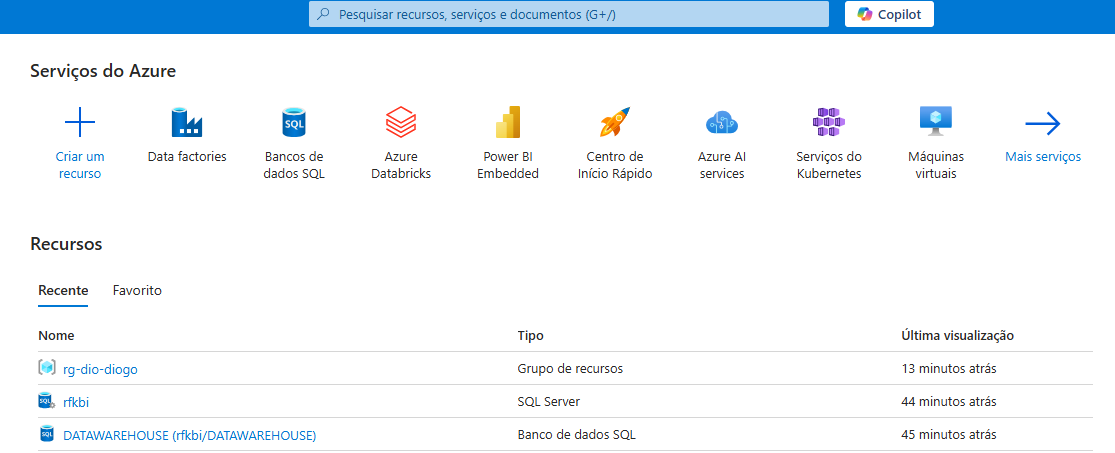 Pesquisar recursos, serviços e documentos (G+/)
Copilot
Serviços do Azure
Criar um recurso
Data factories
SQL
Bancos de dados SQL
Azure Databricks
Power BI Embedded
Centro de Início Rápido
Azure AI services
Serviços do Kubernetes
Máquinas virtuais
Mais serviços
Recursos
Recente Favorito
Nome Tipo Última visualização
rg-dio-diogo Grupo de recursos 13 minutos atrás
rfkbi SQL Server 44 minutos atrás
DATAWAREHOUSE (rfkbi/DATAWAREHOUSE) Banco de dados SQL 45 minutos atrás